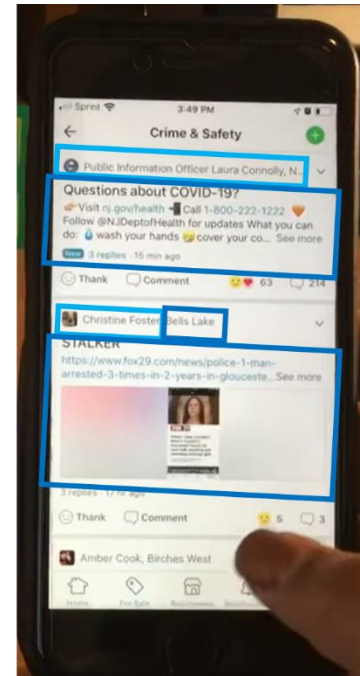 Sprint 3:49 PM
Crime & Safety
Public Information Officer Laura Connolly, N...
Questions about COVID-19?
👉Visit nj.gov/health 📲Call 1-800-222-1222 🧡
Follow @NJDeptofHealth for updates What you can
do: 💧wash your hands 🤧cover your co... See more
New 3 replies · 15 min ago
Thank Comment 63 214
Christine Foster, Bells Lake
STALKER
https://www.fox29.com/news/police-1-man-
arrested-3-times-in-2-years-in-glouceste... See more
FOX 29
3 replies · 17 hr ago
Thank Comment 5 3
Amber Cook, Birches West
Home For Sale